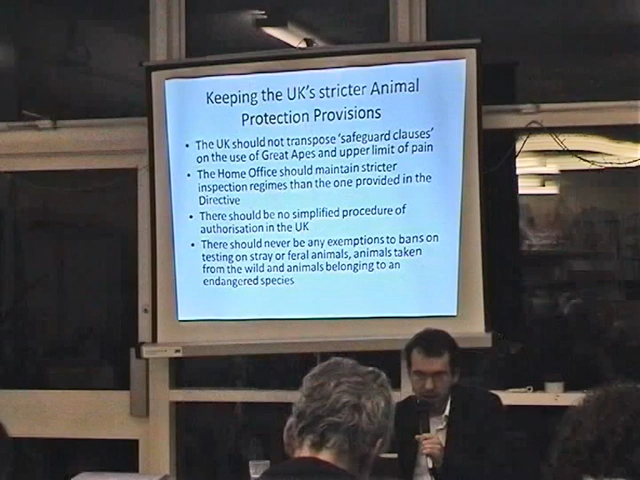 Keeping the UK's stricter Animal
Protection Provisions
• The UK should not transpose 'safeguard clauses'
on the use of Great Apes and upper limit of pain
• The Home Office should maintain stricter
inspection regimes than the one provided in the
Directive
• There should be no simplified procedure of
authorisation in the UK
• There should never be any exemptions to bans on
testing on stray or feral animals, animals taken
from the wild and animals belonging to an
endangered species